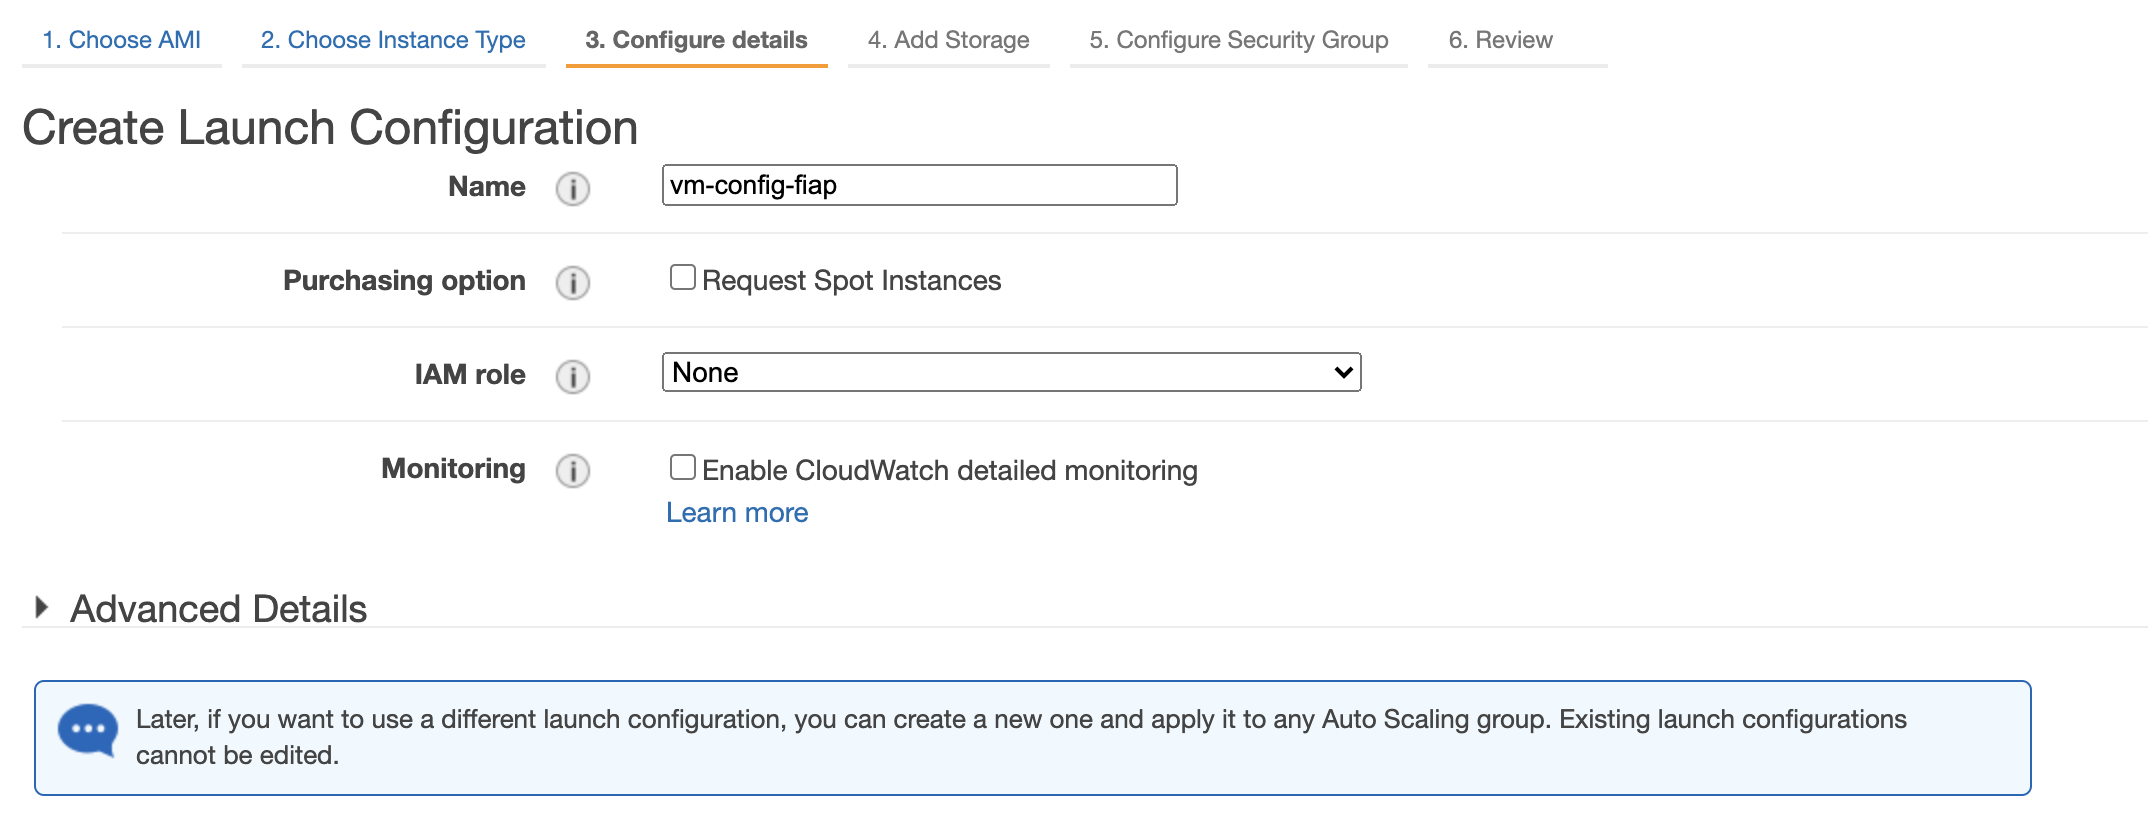 1. Choose AMI 2. Choose Instance Type 3. Configure details 4. Add Storage 5. Configure Security Group 6. Review
Create Launch Configuration
Name i vm-config-fiap
Purchasing option i Request Spot Instances
IAM role i None
Monitoring i Enable CloudWatch detailed monitoring
Learn more
Advanced Details
Later, if you want to use a different launch configuration, you can create a new one and apply it to any Auto Scaling group. Existing launch configurations
cannot be edited.